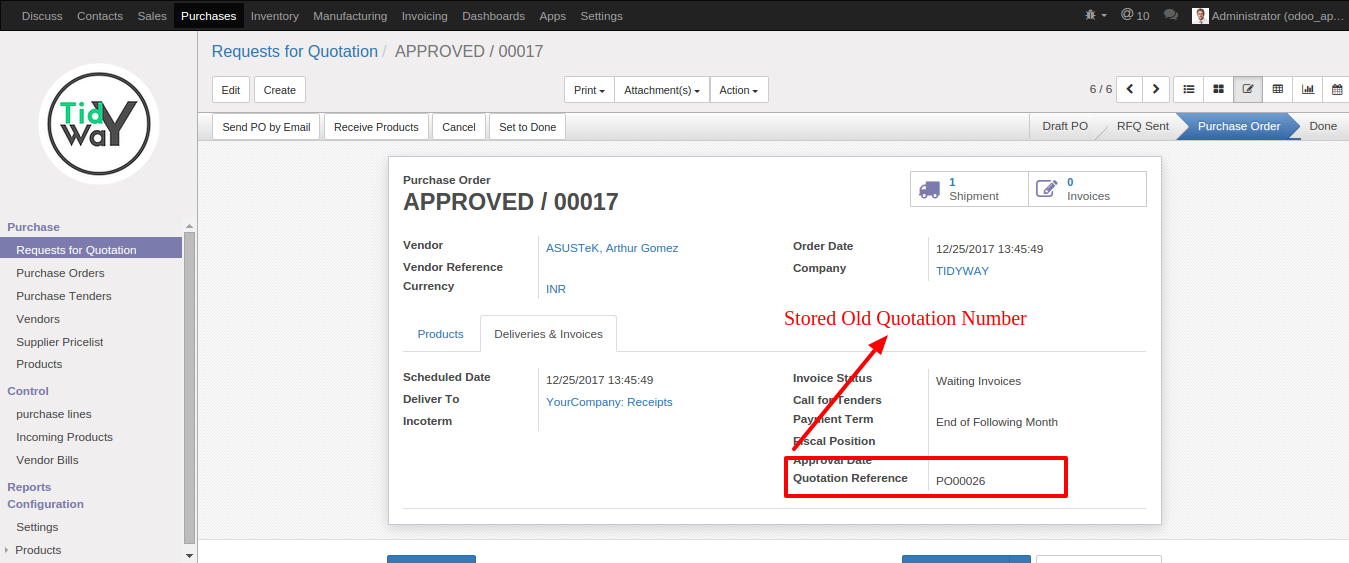 Discuss Contacts Sales Purchases Inventory Manufacturing Invoicing Dashboards Apps Settings @ 10 Administrator (odoo_ap...
Requests for Quotation / APPROVED / 00017
Edit Create Print Attachment(s) Action 6 / 6
Send PO by Email Receive Products Cancel Set to Done Draft PO RFQ Sent Purchase Order Done
Tidy
Way
Purchase
Requests for Quotation
Purchase Orders
Purchase Tenders
Vendors
Supplier Pricelist
Products
Control
purchase lines
Incoming Products
Vendor Bills
Reports
Configuration
Settings
Products
Purchase Order
APPROVED / 00017
1
Shipment
0
Invoices
Vendor ASUSTeK, Arthur Gomez
Vendor Reference
Currency INR
Order Date 12/25/2017 13:45:49
Company TIDYWAY
Stored Old Quotation Number
Products Deliveries & Invoices
Scheduled Date 12/25/2017 13:45:49
Deliver To YourCompany: Receipts
Incoterm
Invoice Status Waiting Invoices
Call for Tenders
Payment Term End of Following Month
Fiscal Position
Approval Date
Quotation Reference PO00026